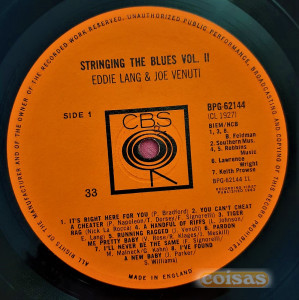 STRINGING THE BLUES VOL. II
EDDIE LANG & JOE VENUTI
SIDE 1
CBS
33
BPG-62144
(CL 1927)
BIEM/NCB
1, 3, 8.
B. Feldman
2. Southern Mus.
4, 5. Robbins
Music
6. Lawrence
Wright
7. Keith Prowse
BPG-62144 1L
RECORDING FIRST
PUBLISHED
1. IT'S RIGHT HERE FOR YOU (P. Bradford) 2. YOU CAN'T CHEAT
A CHEATER (P. Napoleon/F. Dorsey/F. Signorelli) 3. TIGER
RAG (Nick La Rocca) 4. A HANDFUL OF RIFFS (L. Johnson/
E. Lang) 5. RUNNING RAGGED (J. Venuti) 6. PARDON
ME PRETTY BABY (V. Rose/R. Klages/J. Meskill)
7. I'LL NEVER BE THE SAME (F. Signorelli/
M. Malneck/G. Kahn) 8. I'VE FOUND
A NEW BABY (J. Palmer/
S. Williams)
MADE IN ENGLAND
ALL RIGHTS OF THE MANUFACTURER AND OF THE OWNER OF THE RECORDED WORK RESERVED. UNAUTHORIZED PUBLIC PERFORMANCE, BROADCASTING AND COPYING OF THIS RECORD PROHIBITED
coisas